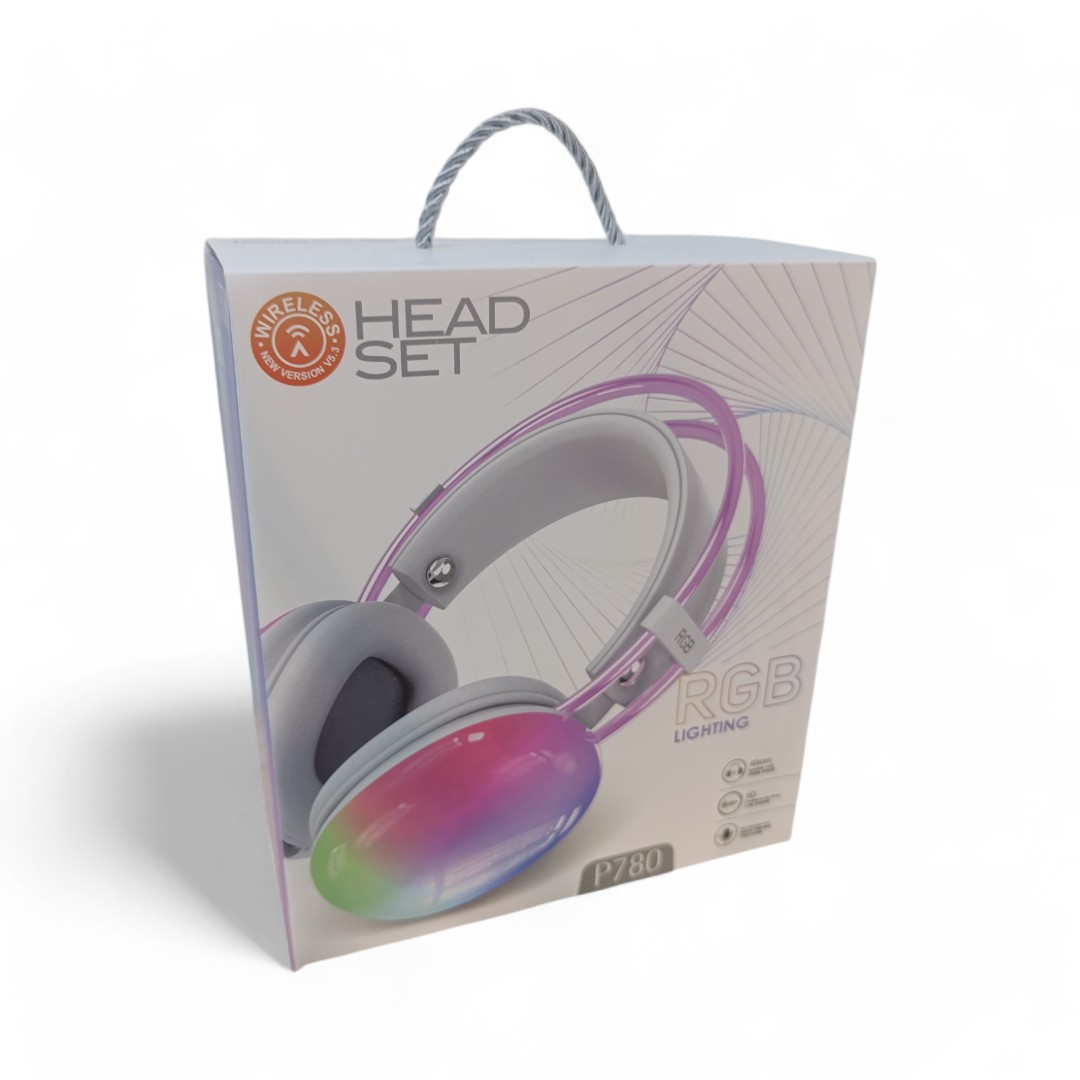 WIRELESS
NEW VERSION V5.3
HEAD
SET
RGB
RGB
LIGHTING
P780